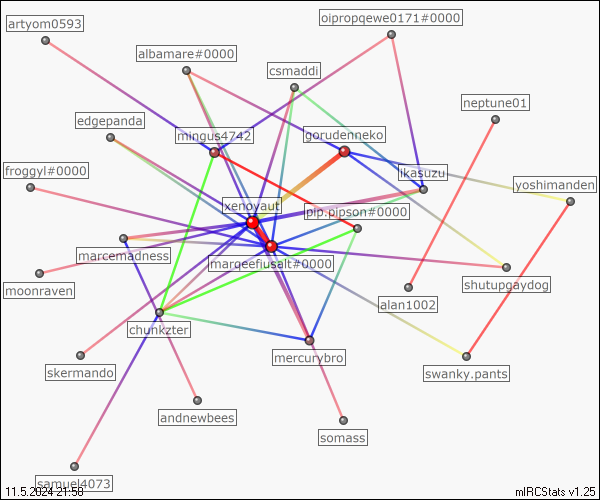 artyom0593
oipropqewe0171#0000
albamare#0000
csmaddi
neptune01
edgepanda
mingus4742
gorudenneko
froggyl#0000
ikasuzu
yoshimanden
xenoyaut
pip.pipson#0000
marcemadness
marqeefiusalt#0000
moonraven
shutupgaydog
alan1002
chunkzter
mercurybro
skermando
swanky.pants
andnewbees
somass
samuel4073
11.5.2024 21:58
mIRCStats v1.25